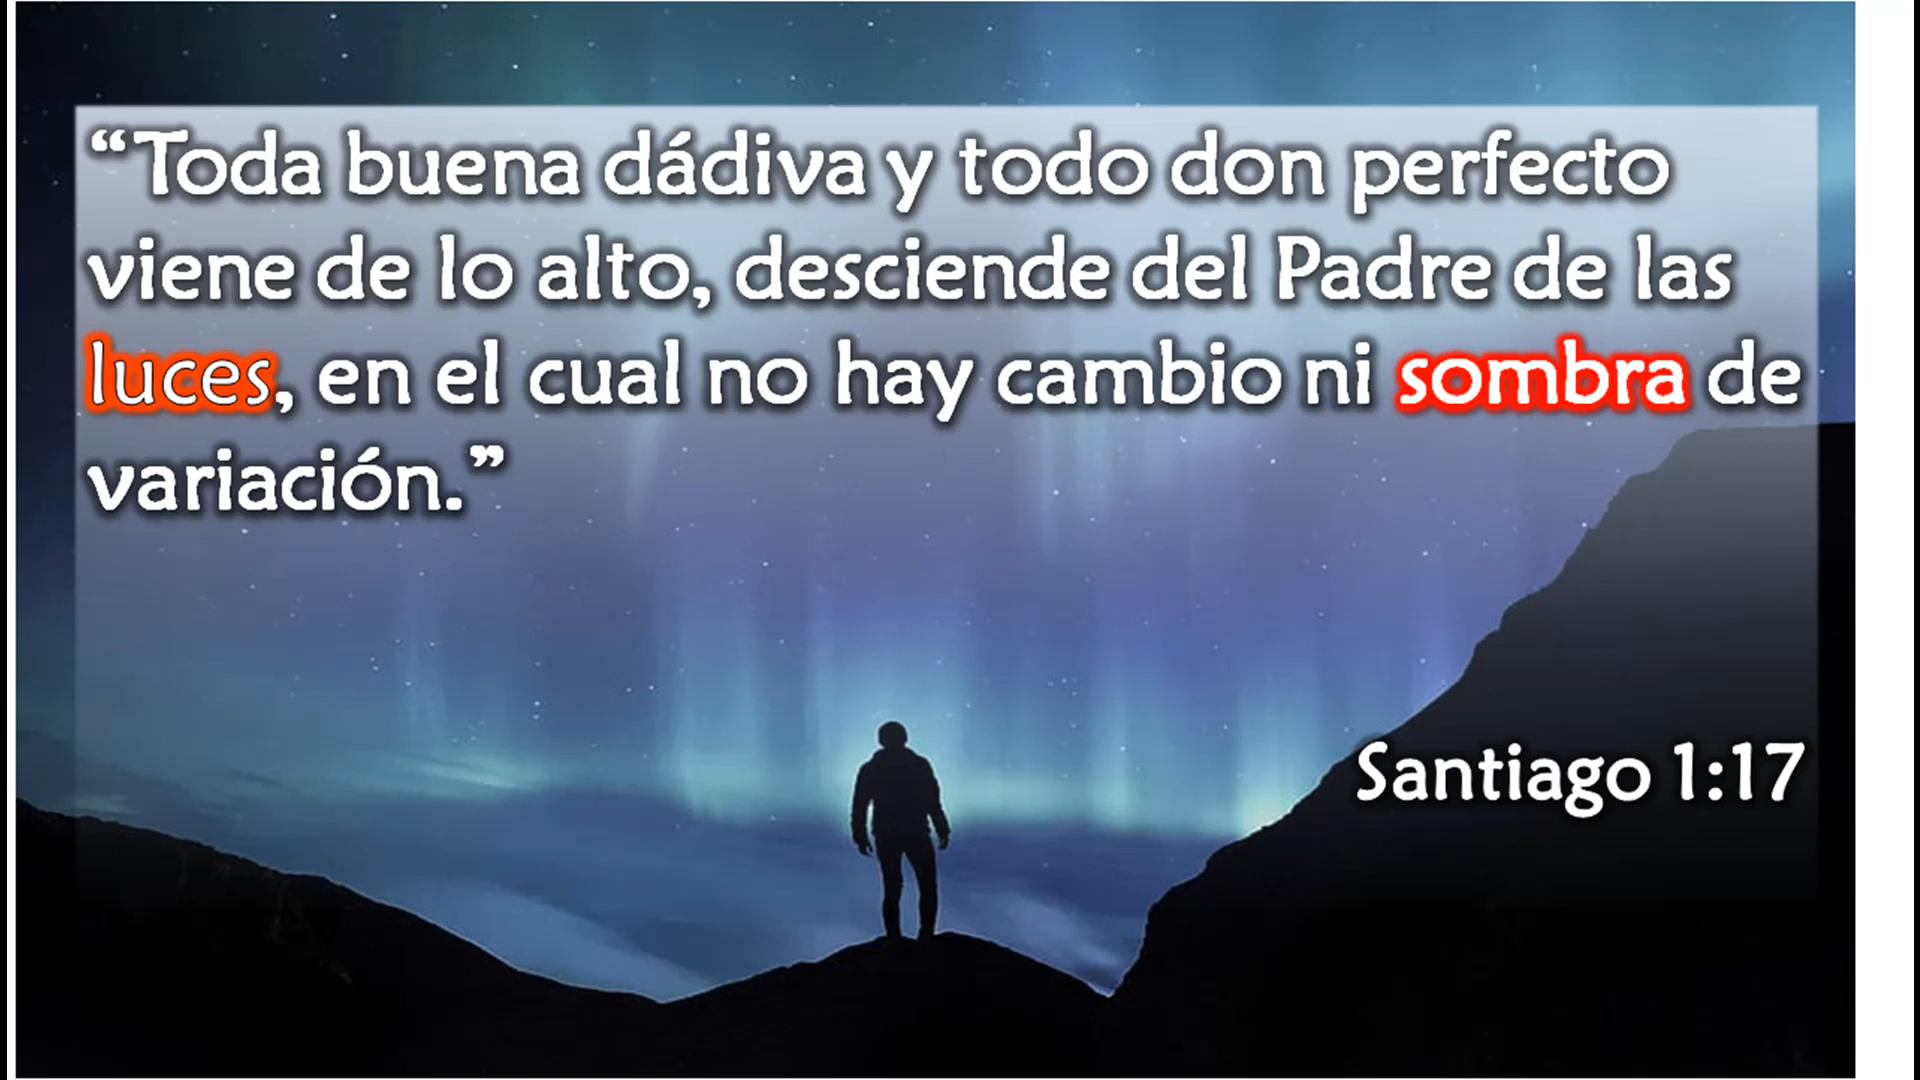 “Toda buena dádiva y todo don perfecto
viene de lo alto, desciende del Padre de las
luces, en el cual no hay cambio ni sombra de
variación.”
Santiago 1:17